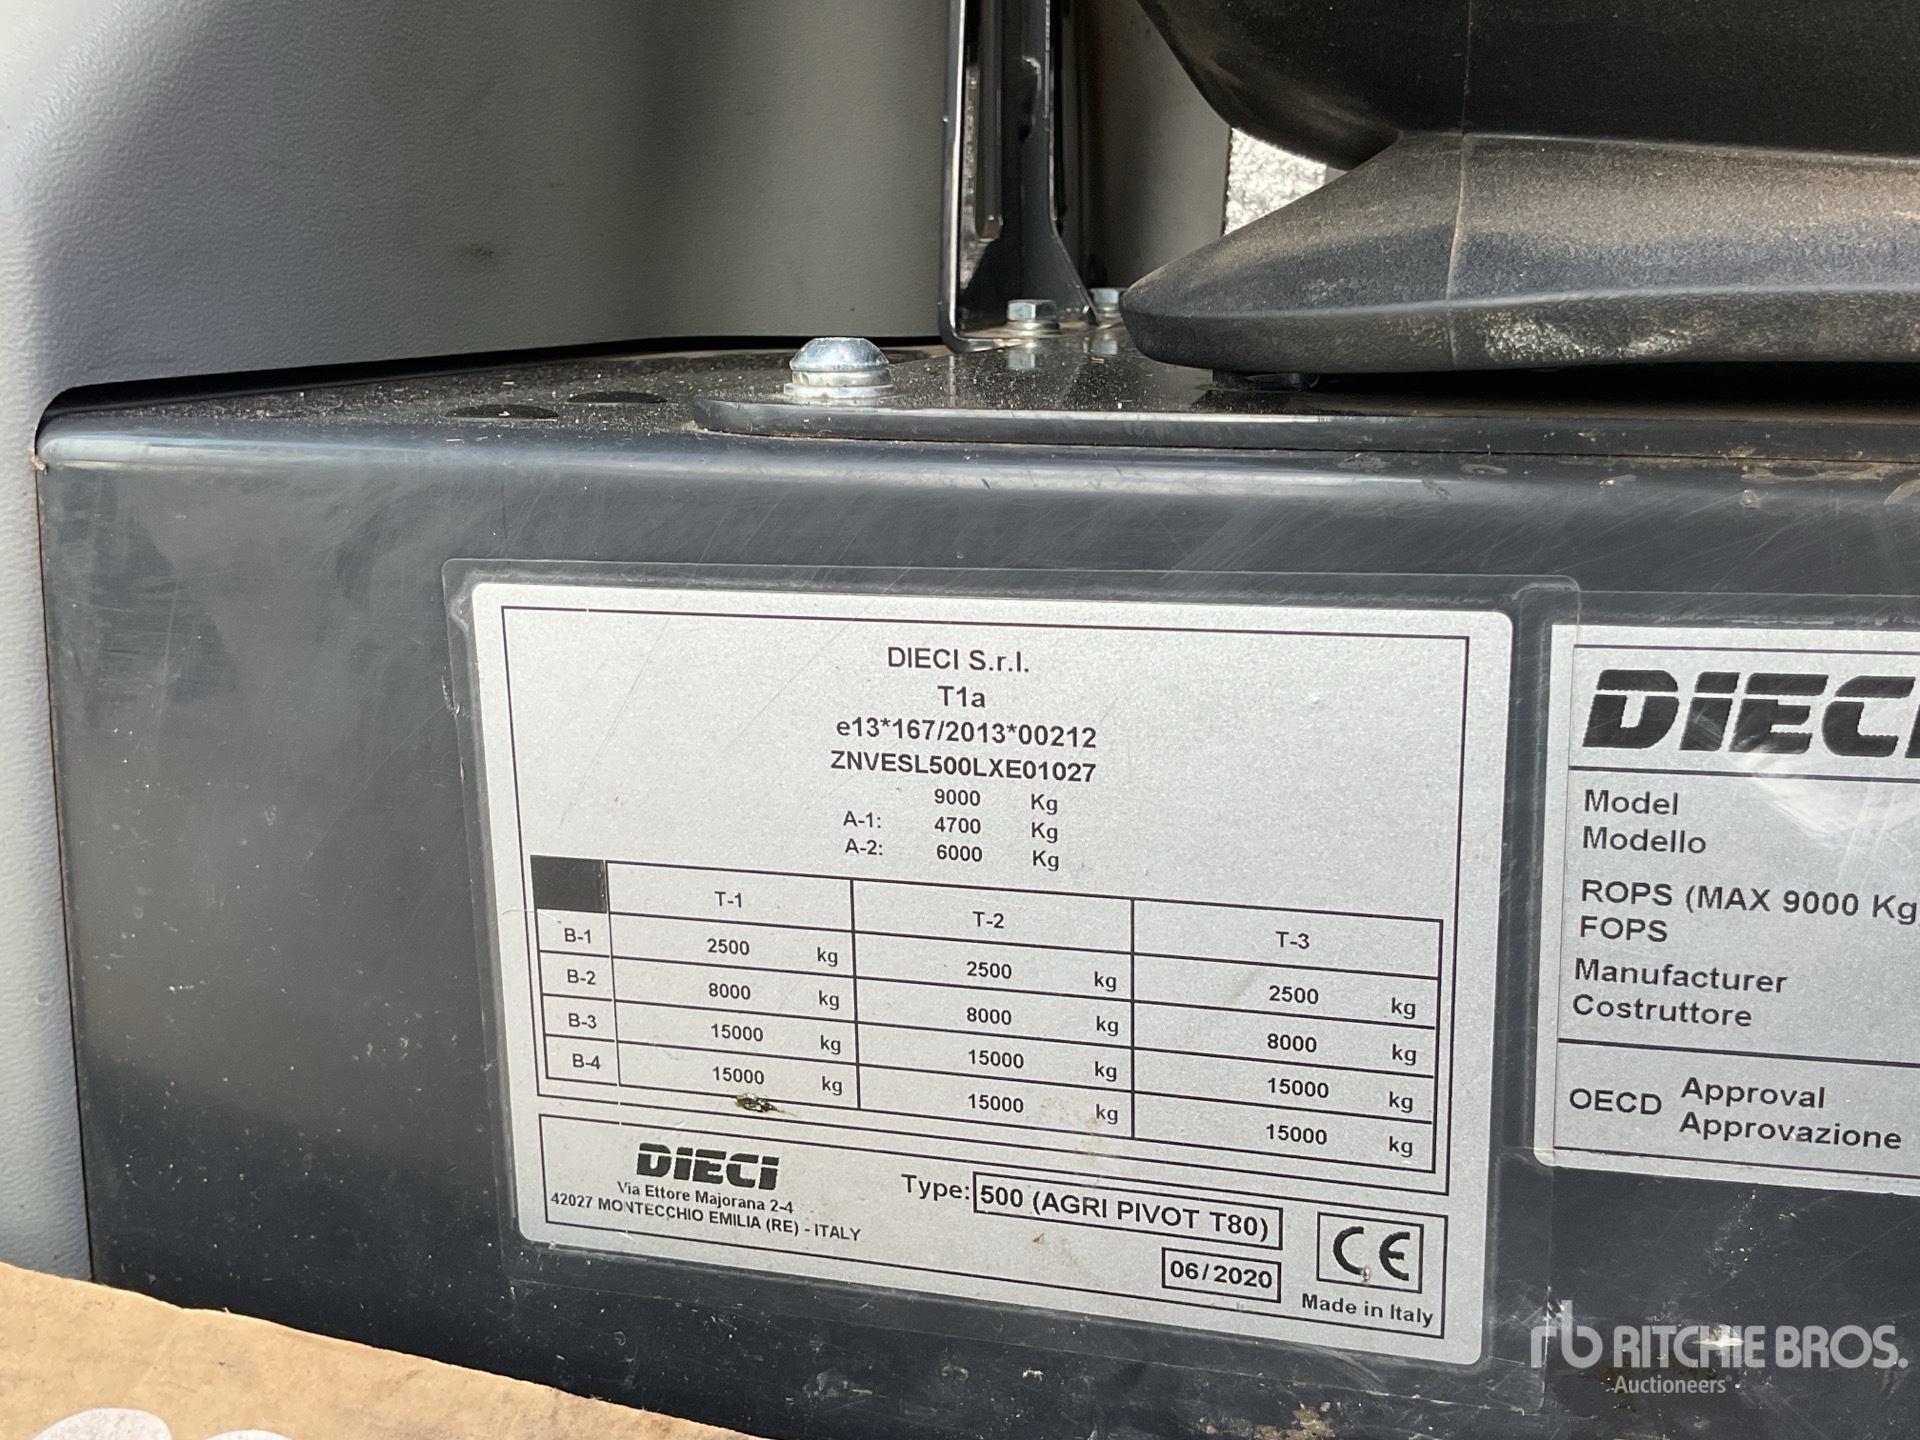 DIECI S.r.l.
T1a
e13*167/2013*00212
ZNVESL500LXE01027
9000 Kg
A-1: 4700 Kg
A-2: 6000 Kg
T-1 T-2 T-3
B-1 2500 kg 2500 kg 2500 kg
B-2 8000 kg 8000 kg 8000 kg
B-3 15000 kg 15000 kg 15000 kg
B-4 15000 kg 15000 kg 15000 kg
DIECI
Via Ettore Majorana 2-4
42027 MONTECCHIO EMILIA (RE) - ITALY
Type: 500 (AGRI PIVOT T80)
06/2020
CE
Made in Italy
DIECI
Model
Modello
ROPS (MAX 9000 Kg
FOPS
Manufacturer
Costruttore
OECD Approval
Approvazione
rb RITCHIE BROS.
Auctioneers